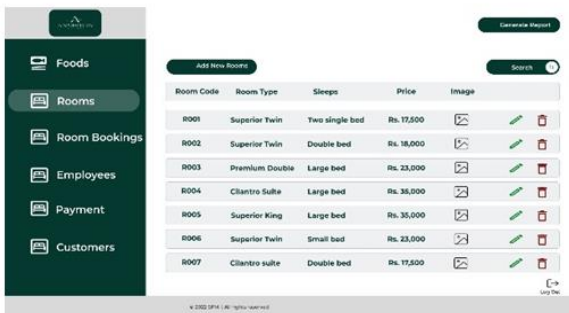 Generate Report
Foods
Add New Rooms
Search
Room Code Room Type Sleeps Price Image
Rooms
R001 Superior Twin Two single bed Rs. 17,500
Room Bookings
R002 Superior Twin Double bed Rs. 18,000
R003 Premium Double Large bed Rs. 23,000
Employees
R004 Cilantro Suite Large bed Rs. 35,000
Payment
R005 Superior King Large bed Rs. 35,000
R006 Superior Twin Small bed Rs. 23,000
Customers
R007 Cilantro suite Double bed Rs. 17,500
Log Out